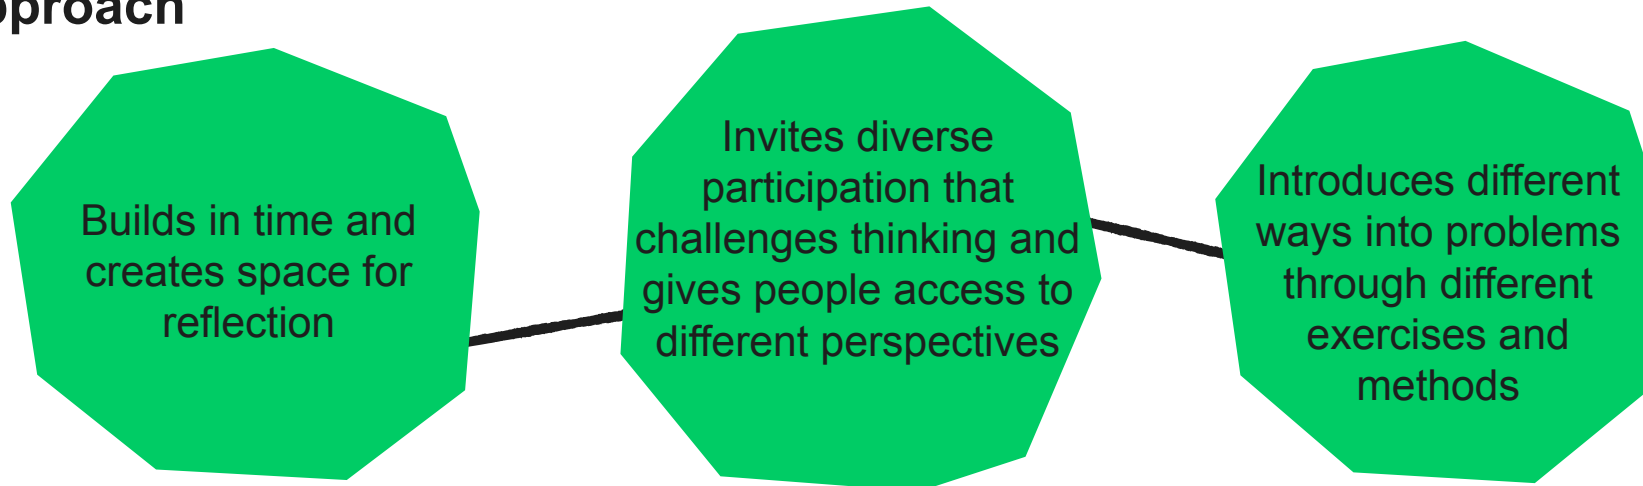 pproach
Builds in time and
creates space for
reflection
Invites diverse
participation that
challenges thinking and
gives people access to
different perspectives
Introduces different
ways into problems
through different
exercises and
methods